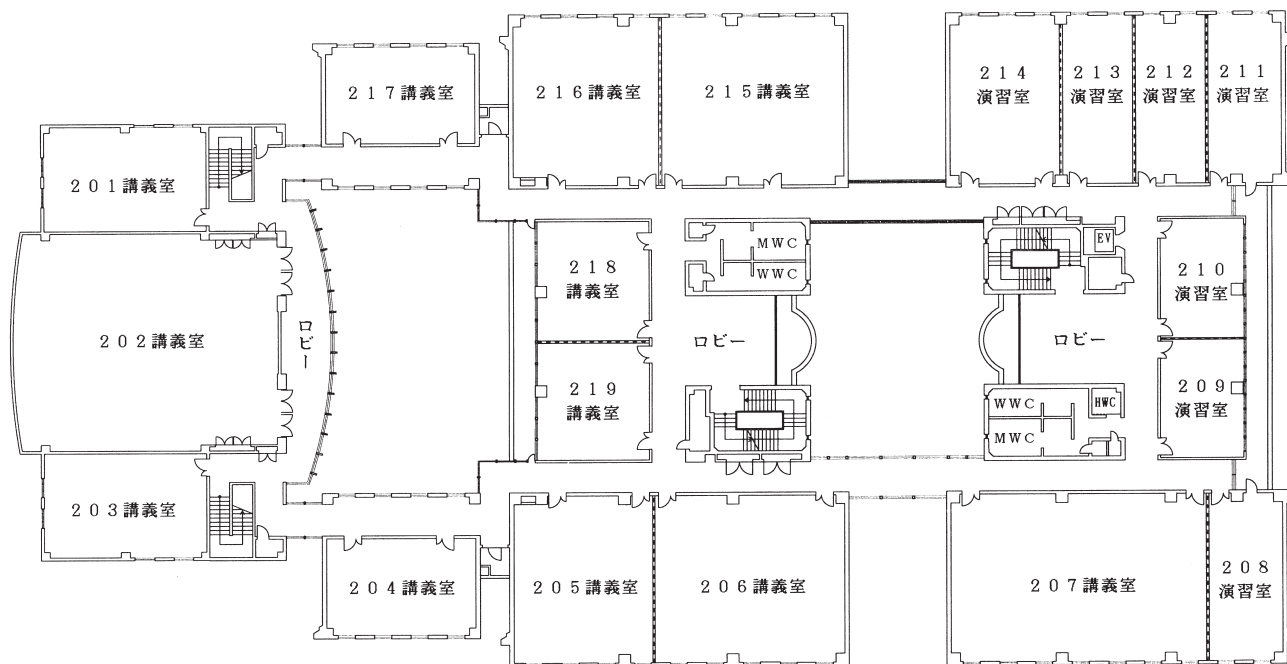 214
演習室
213
演習室
212
演習室
211
演習室
217講義室
216講義室
215講義室
201講義室
MWC
WWC
EV
218
講義室
210
演習室
202講義室
ロビー
ロビー
ロビー
219
講義室
209
演習室
WWC
MWC
HWC
203講義室
204講義室
205講義室
206講義室
207講義室
208
演習室